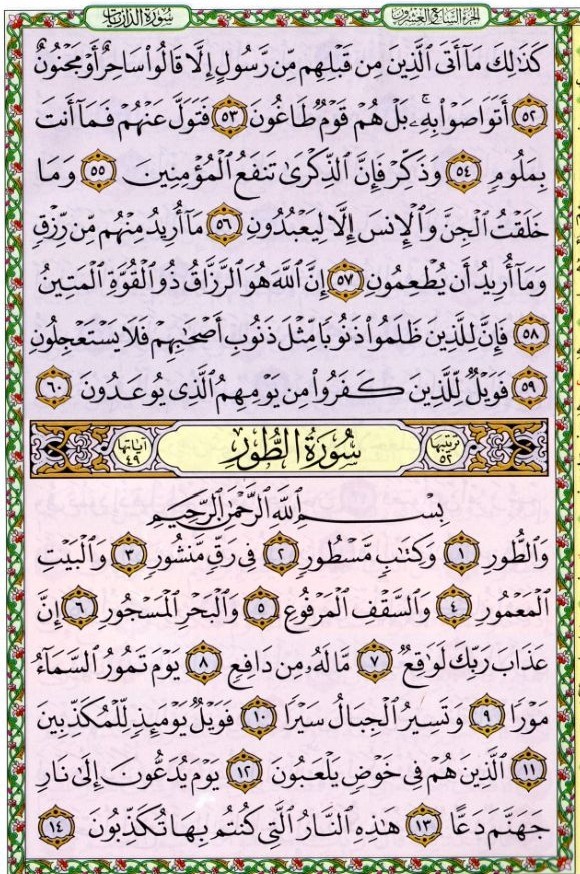 الجزء السابع والعشرون
سورة الذاريات
كَذَٰلِكَ مَآ أَتَى ٱلَّذِينَ مِن قَبۡلِهِم مِّن رَّسُولٍ إِلَّا قَالُواْ سَاحِرٌ أَوۡ مَجۡنُونٌ
٥٢ أَتَوَاصَوۡاْ بِهِۦۚ بَلۡ هُمۡ قَوۡمٞ طَاغُونَ ٥٣ فَتَوَلَّ عَنۡهُمۡ فَمَآ أَنتَ
بِمَلُومٖ ٥٤ وَذَكِّرۡ فَإِنَّ ٱلذِّكۡرَىٰ تَنفَعُ ٱلۡمُؤۡمِنِينَ ٥٥ وَمَا
خَلَقۡتُ ٱلۡجِنَّ وَٱلۡإِنسَ إِلَّا لِيَعۡبُدُونِ ٥٦ مَآ أُرِيدُ مِنۡهُم مِّن رِّزۡقٖ
وَمَآ أُرِيدُ أَن يُطۡعِمُونِ ٥٧ إِنَّ ٱللَّهَ هُوَ ٱلرَّزَّاقُ ذُو ٱلۡقُوَّةِ ٱلۡمَتِينُ
٥٨ فَإِنَّ لِلَّذِينَ ظَلَمُواْ ذَنُوبٗا مِّثۡلَ ذَنُوبِ أَصۡحَٰبِهِمۡ فَلَا يَسۡتَعۡجِلُونِ
٥٩ فَوَيۡلٞ لِّلَّذِينَ كَفَرُواْ مِن يَوۡمِهِمُ ٱلَّذِي يُوعَدُونَ ٦٠
ترتيبها ٥٢
سُورَةُ الطُّورِ
آياتها ٤٩
بِسۡمِ ٱللَّهِ ٱلرَّحۡمَٰنِ ٱلرَّحِيمِ
وَٱلطُّورِ ١ وَكِتَٰبٖ مَّسۡطُورٖ ٢ فِي رَقّٖ مَّنشُورٖ ٣ وَٱلۡبَيۡتِ
ٱلۡمَعۡمُورِ ٤ وَٱلسَّقۡفِ ٱلۡمَرۡفُوعِ ٥ وَٱلۡبَحۡرِ ٱلۡمَسۡجُورِ ٦ إِنَّ
عَذَابَ رَبِّكَ لَوَٰقِعٞ ٧ مَّا لَهُۥ مِن دَافِعٖ ٨ يَوۡمَ تَمُورُ ٱلسَّمَآءُ
مَوۡرٗا ٩ وَتَسِيرُ ٱلۡجِبَالُ سَيۡرٗا ١٠ فَوَيۡلٞ يَوۡمَئِذٖ لِّلۡمُكَذِّبِينَ
١١ ٱلَّذِينَ هُمۡ فِي خَوۡضٖ يَلۡعَبُونَ ١٢ يَوۡمَ يُدَعُّونَ إِلَىٰ نَارِ
جَهَنَّمَ دَعًّا ١٣ هَٰذِهِ ٱلنَّارُ ٱلَّتِي كُنتُم بِهَا تُكَذِّبُونَ ١٤